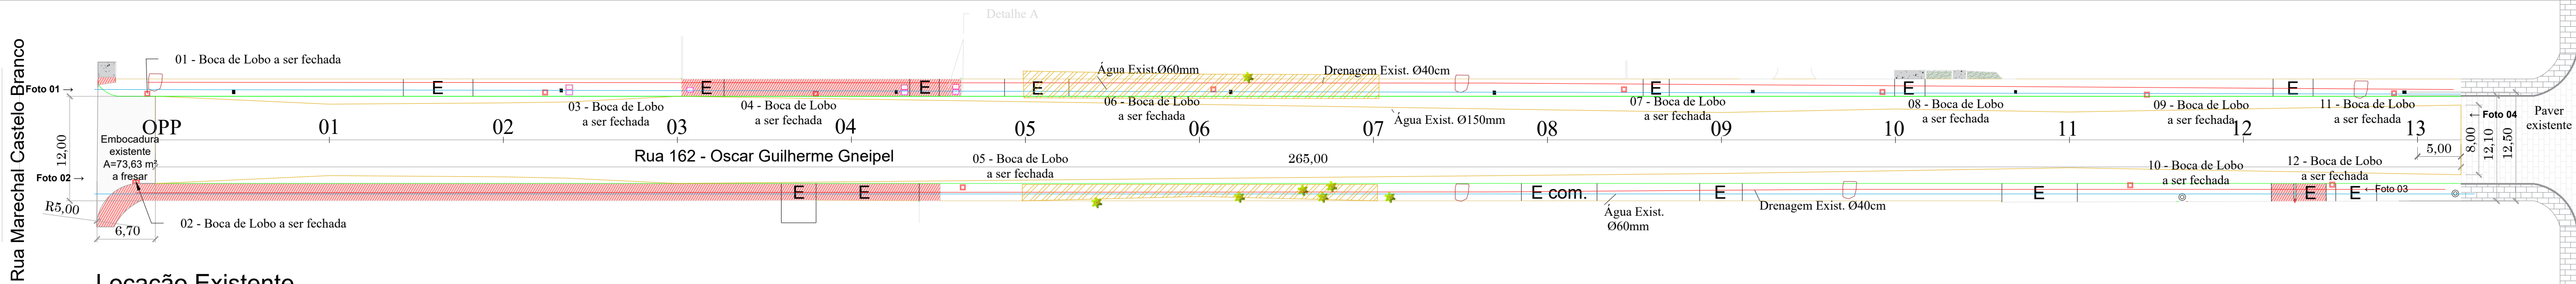 Detalhe A
Rua Marechal Castelo Branco
01 - Boca de Lobo a ser fechada
Foto 01 →
E
E
E
E
E
E
E
Água Exist.Ø60mm
Drenagem Exist. Ø40cm
03 - Boca de Lobo
a ser fechada
04 - Boca de Lobo
a ser fechada
06 - Boca de Lobo
a ser fechada
Água Exist. Ø150mm
07 - Boca de Lobo
a ser fechada
08 - Boca de Lobo
a ser fechada
09 - Boca de Lobo
a ser fechada
11 - Boca de Lobo
a ser fechada
← Foto 04
Paver
existente
OPP
01
02
03
04
05
06
07
08
09
10
11
12
13
12,00
Embocadura
existente
A=73,63 m²
a fresar
Rua 162 - Oscar Guilherme Gneipel
265,00
5,00
8,00
12,10
12,50
05 - Boca de Lobo
a ser fechada
10 - Boca de Lobo
a ser fechada
12 - Boca de Lobo
a ser fechada
Foto 02 →
E
E
E com.
E
E
E
E
← Foto 03
R5,00
6,70
02 - Boca de Lobo a ser fechada
Água Exist.
Ø60mm
Drenagem Exist. Ø40cm
Locação Existente